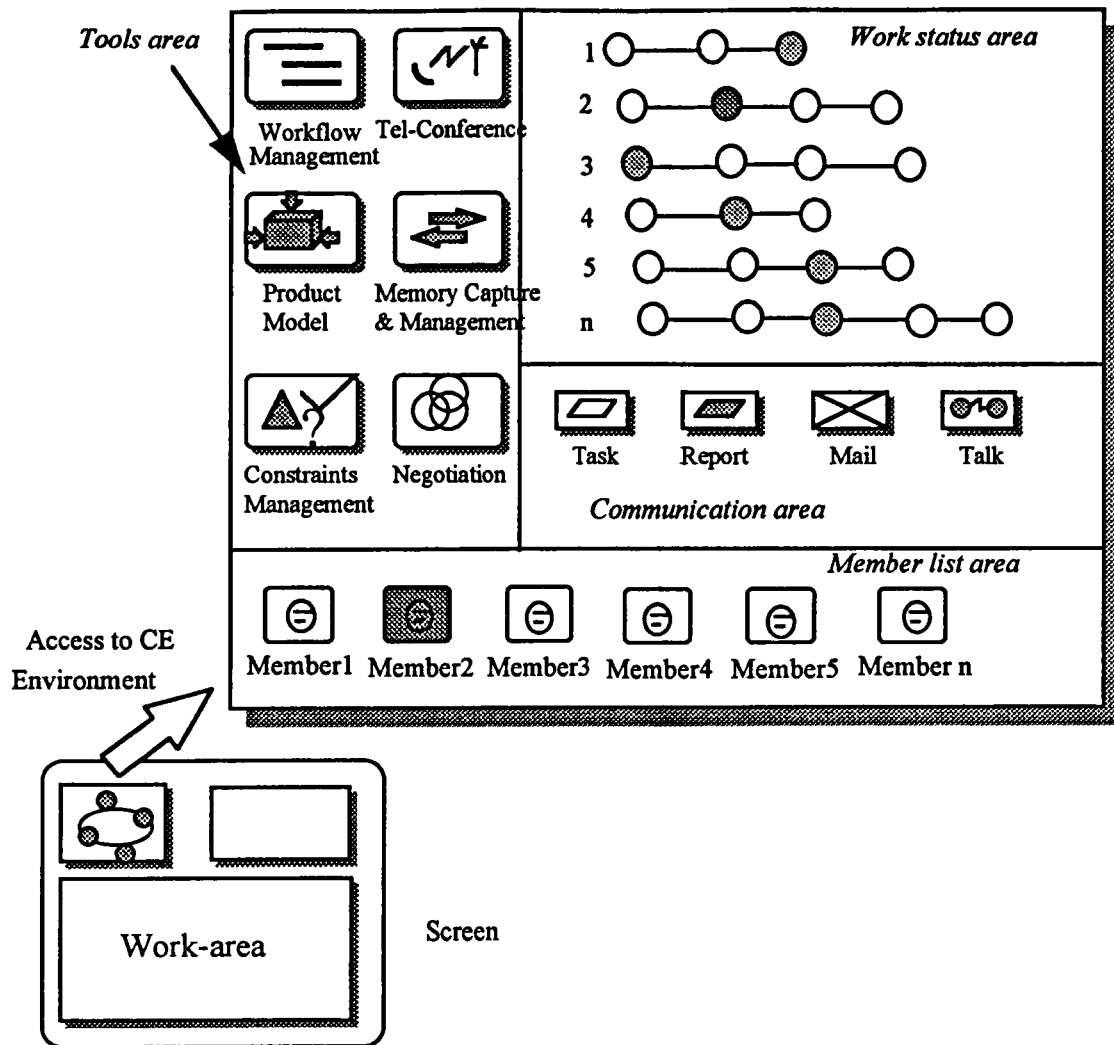 Tools area
Workflow
Management
Tel-Conference
Product
Model
Memory Capture
& Management
Constraints
Management
Negotiation
Work status area
1
2
3
4
5
n
Task
Report
Mail
Talk
Communication area
Member list area
Member1
Member2
Member3
Member4
Member5
Member n
Access to CE
Environment
Work-area
Screen